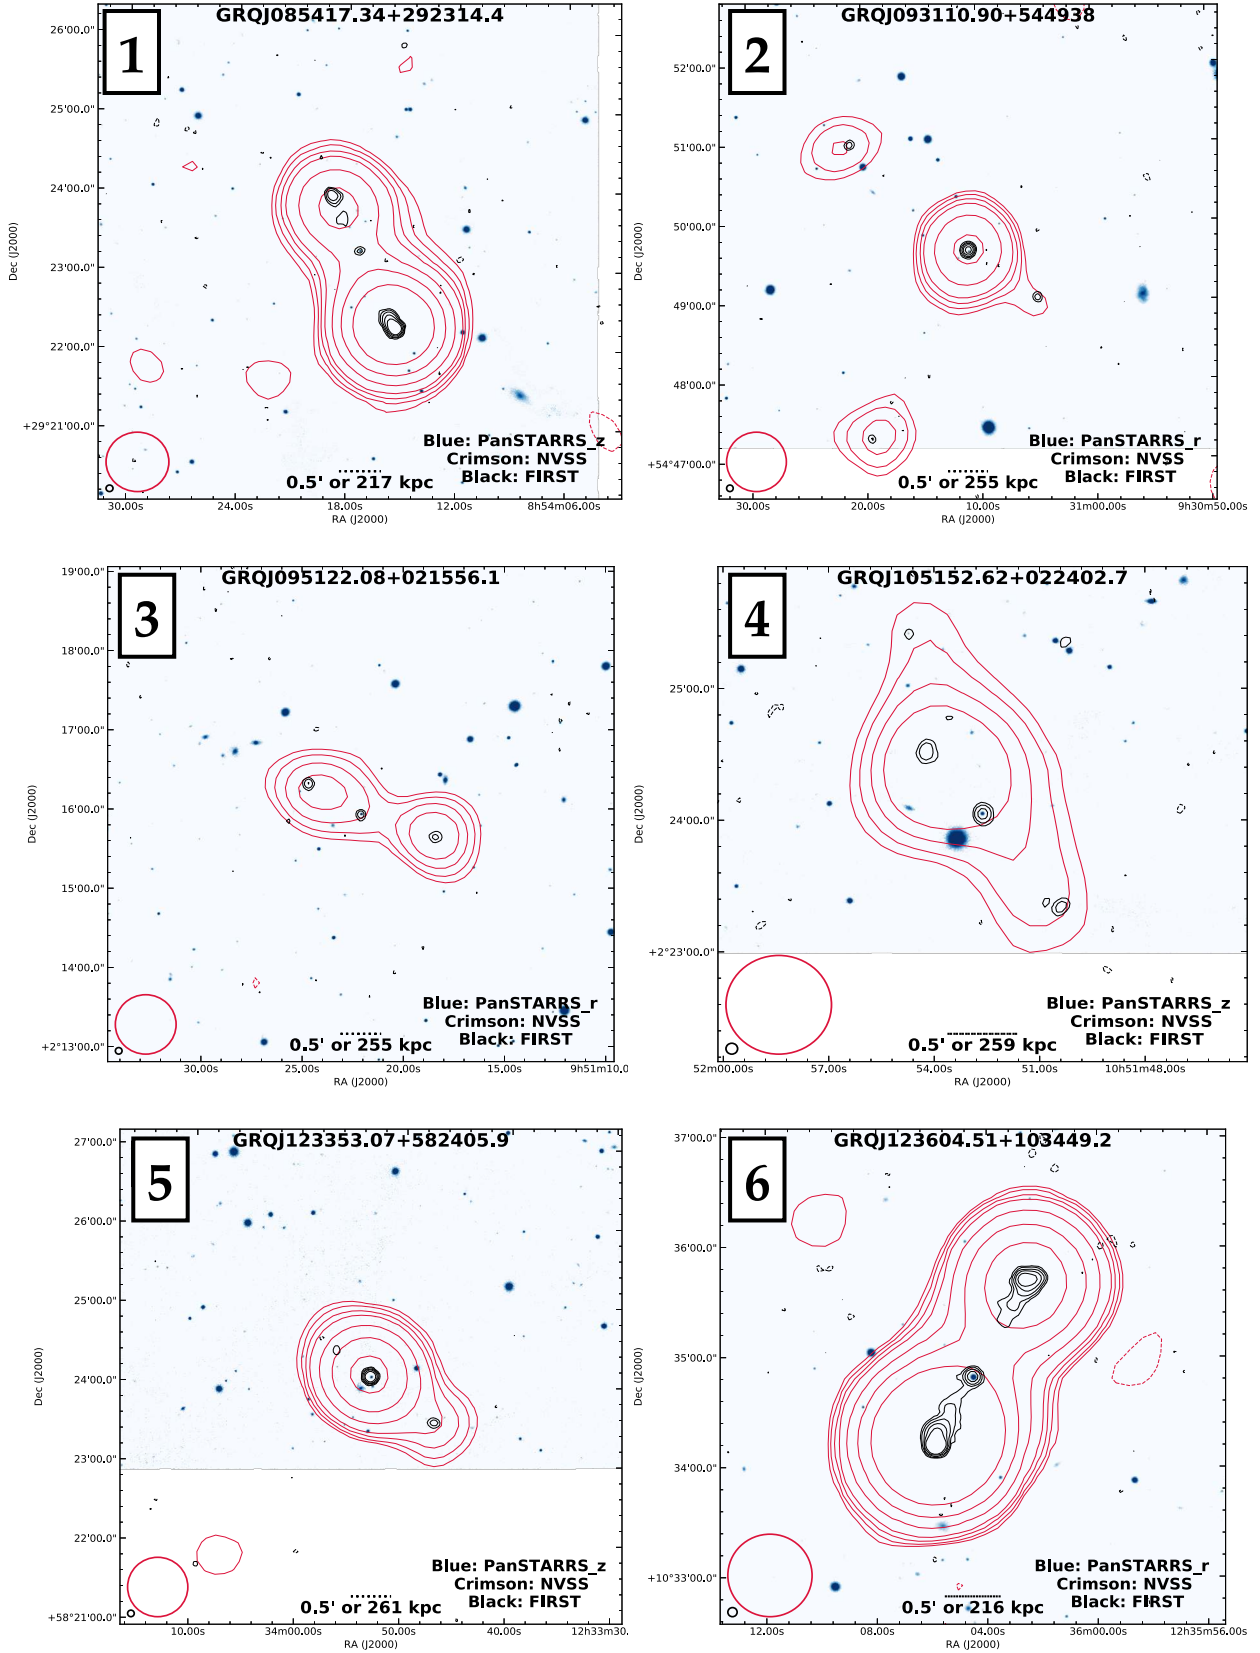 GRQJ085417.34+292314.4
1
26'00.0"
25'00.0"
24'00.0"
23'00.0"
22'00.0"
+29°21'00.0"
Dec (J2000)
Blue: PanSTARRS_z
Crimson: NVSS
0.5' or 217 kpc
Black: FIRST
30.00s 24.00s 18.00s 12.00s 8h54m06.00s
RA (J2000)
GRQJ093110.90+544938
2
52'00.0"
51'00.0"
50'00.0"
49'00.0"
48'00.0"
+54°47'00.0"
Dec (J2000)
Blue: PanSTARRS_r
Crimson: NVSS
0.5' or 255 kpc
Black: FIRST
30.00s 20.00s 10.00s 31m00.00s 9h30m50.00s
RA (J2000)
GRQJ095122.08+021556.1
3
19'00.0"
18'00.0"
17'00.0"
16'00.0"
15'00.0"
14'00.0"
+2°13'00.0"
Dec (J2000)
Blue: PanSTARRS_r
Crimson: NVSS
0.5' or 255 kpc
Black: FIRST
30.00s 25.00s 20.00s 15.00s 9h51m10.0
RA (J2000)
GRQJ105152.62+022402.7
4
25'00.0"
24'00.0"
+2°23'00.0"
Dec (J2000)
Blue: PanSTARRS_z
Crimson: NVSS
0.5' or 259 kpc
Black: FIRST
52m00.00s 57.00s 54.00s 51.00s 10h51m48.00s
RA (J2000)
GRQJ123353.07+582405.9
5
27'00.0"
26'00.0"
25'00.0"
24'00.0"
23'00.0"
22'00.0"
+58°21'00.0"
Dec (J2000)
Blue: PanSTARRS_z
Crimson: NVSS
0.5' or 261 kpc
Black: FIRST
10.00s 34m00.00s 50.00s 40.00s 12h33m30.
RA (J2000)
GRQJ123604.51+103449.2
6
37'00.0"
36'00.0"
35'00.0"
34'00.0"
+10°33'00.0"
Dec (J2000)
Blue: PanSTARRS_r
Crimson: NVSS
0.5' or 216 kpc
Black: FIRST
12.00s 08.00s 04.00s 36m00.00s 12h35m56.00s
RA (J2000)